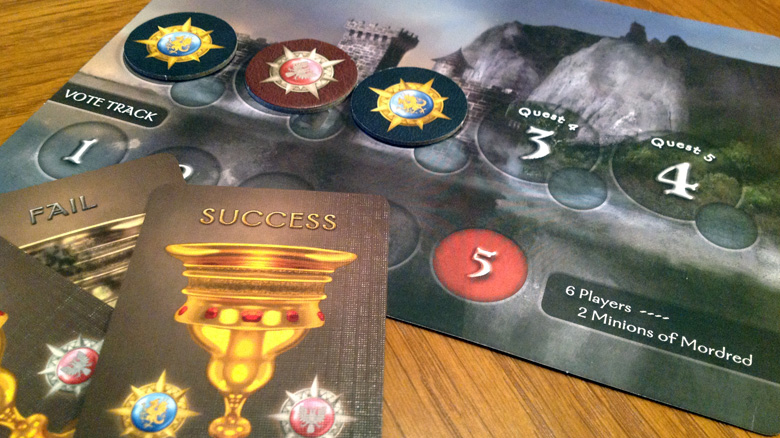 VOTE TRACK
1
Quest 4
3
Quest 5
4
5
6 Players ----
2 Minions of Mordred
FAIL
SUCCESS